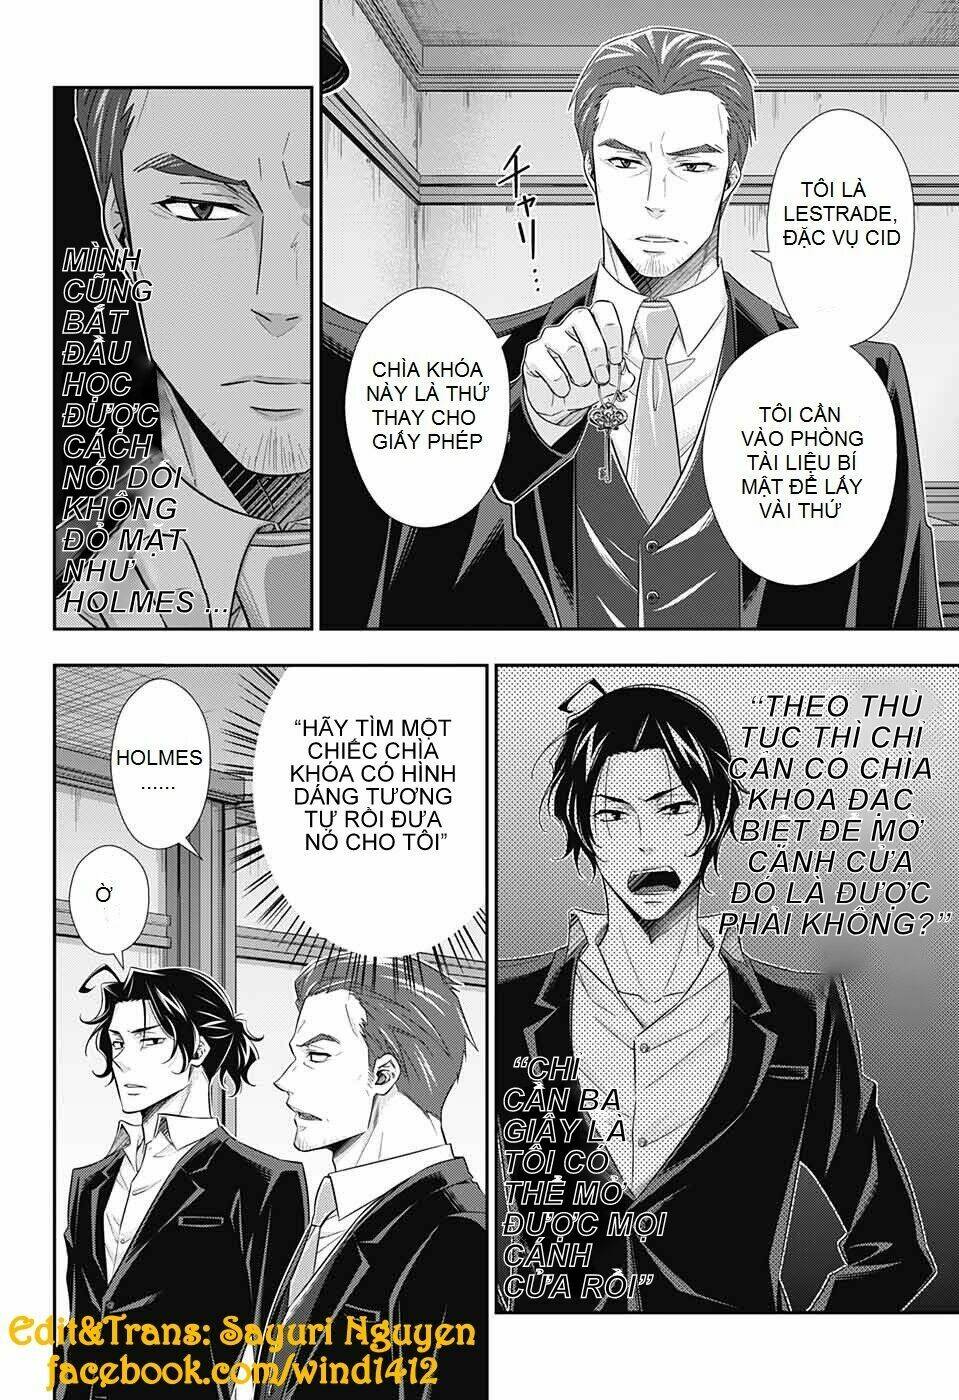 TÔI LÀ
LESTRADE,
ĐẶC VỤ CID
TÔI CẦN
VÀO PHÒNG
TÀI LIỆU BÍ
MẬT ĐỂ LẤY
VÀI THỨ
チャリ…
CHÌA KHÓA
NÀY LÀ THỨ
THAY CHO
GIẤY PHÉP
MÌNH
CŨNG
BẮT
ĐẦU
HỌC
ĐƯỢC
CÁCH
NÓI DỐI
KHÔNG
ĐỎ MẶT
NHƯ
HOLMES ...
“THEO THỦ
TỤC THÌ CHỈ
CẦN CÓ CHÌA
KHÓA ĐẶC
BIỆT ĐỂ MỞ
CÁNH CỬA
ĐÓ LÀ ĐƯỢC
PHẢI KHÔNG?”
“CHỈ
CẦN BA
GIÂY LÀ
TÔI CÓ
THỂ MỞ
ĐƯỢC MỌI
CÁNH
CỬA RỒI”
“HÃY TÌM MỘT
CHIẾC CHÌA
KHÓA CÓ HÌNH
DÁNG TƯƠNG
TỰ RỒI ĐƯA
NÓ CHO TÔI”
HOLMES
......
Ờ
Edit&Trans: Sayuri Nguyen
facebook.com/wind1412